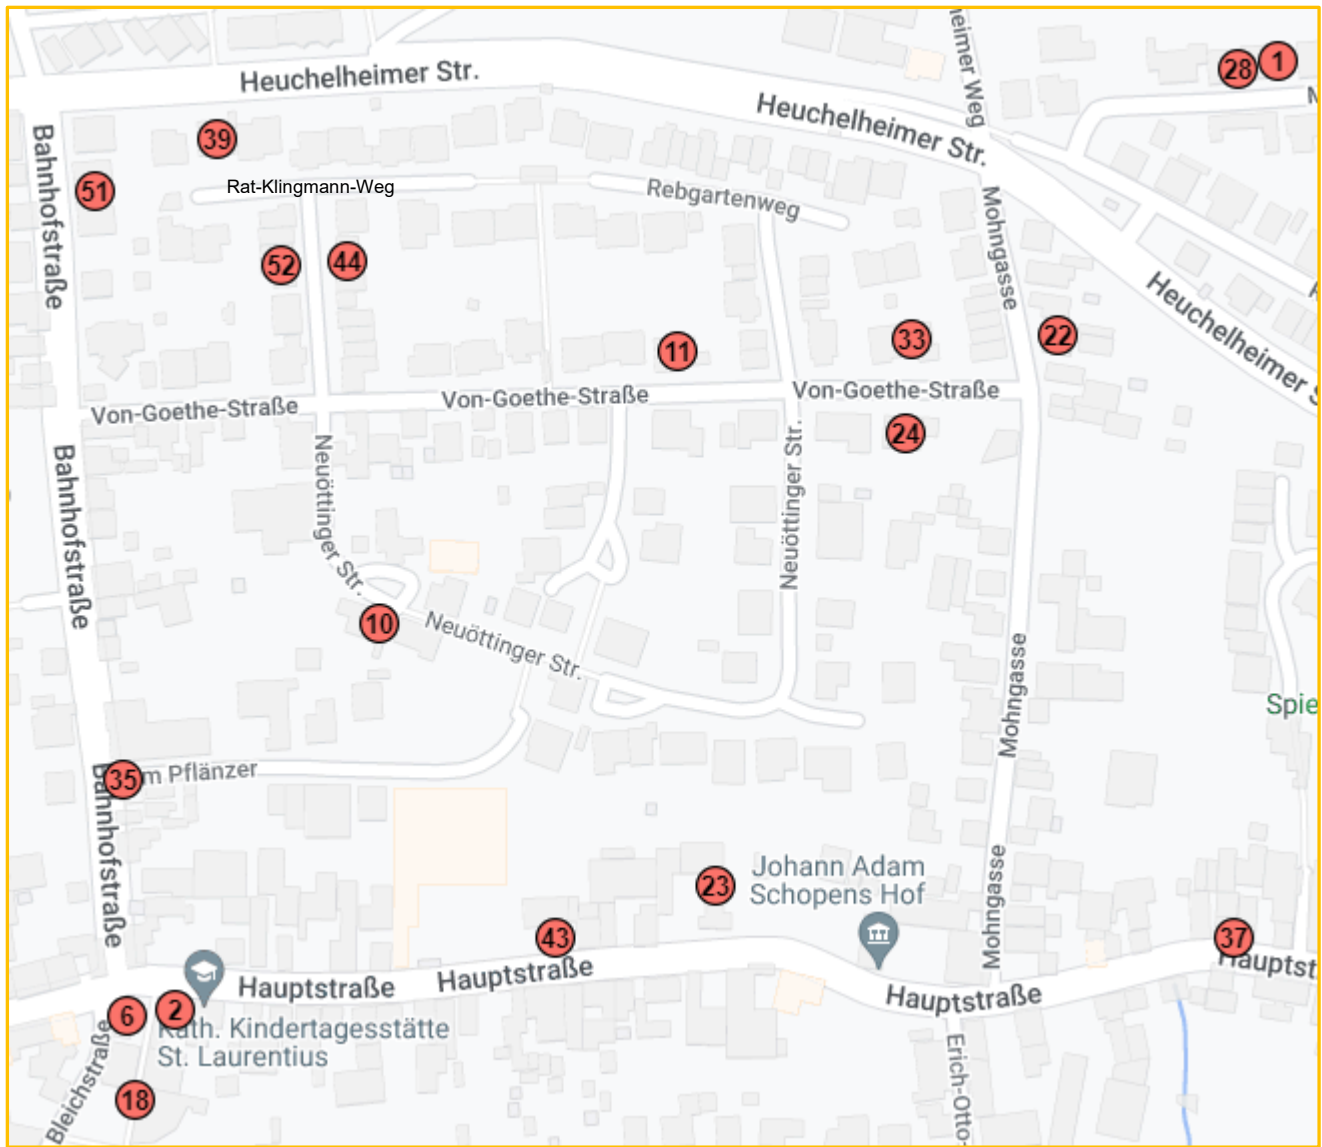 Heuchelheimer Str.
Heuchelheimer Str.
Heuchelheimer S
heimer Weg
28
1
39
51
Rat-Klingmann-Weg
Rebgartenweg
Bahnhofstraße
Mohngasse
52
44
11
33
22
Von-Goethe-Straße
Von-Goethe-Straße
Von-Goethe-Straße
24
Bahnhofstraße
Neuöttinger Str.
Neuöttinger Str.
10
Neuöttinger Str.
Mohngasse
Spie
35
m Pflänzer
Bahnhofstraße
23
Johann Adam
Schopens Hof
Mohngasse
43
37
Hauptst
Hauptstraße
Hauptstraße
Hauptstraße
6
2
Kath. Kindertagesstätte
St. Laurentius
18
Bleichstraße
Erich-Otto-